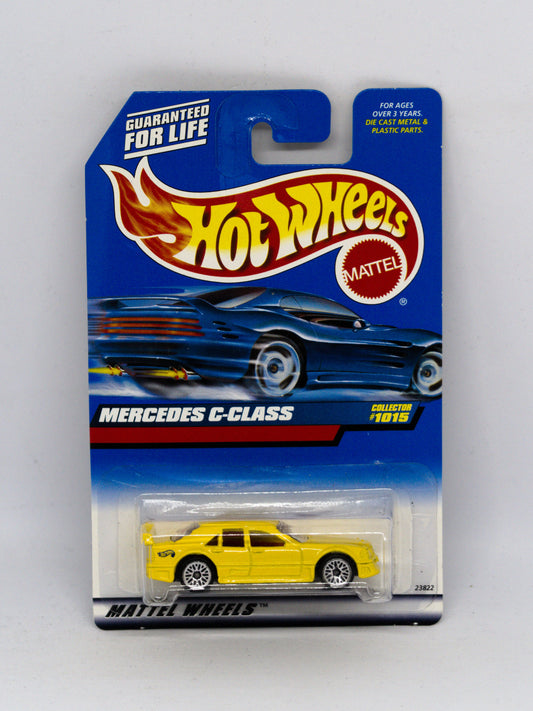 GUARANTEED
FOR LIFE
FOR AGES
OVER 3 YEARS.
DIE CAST METAL &
PLASTIC PARTS.
HOT WHEELS
MATTEL
®
MERCEDES C-CLASS
COLLECTOR
#1015
23822
MATTEL WHEELS™